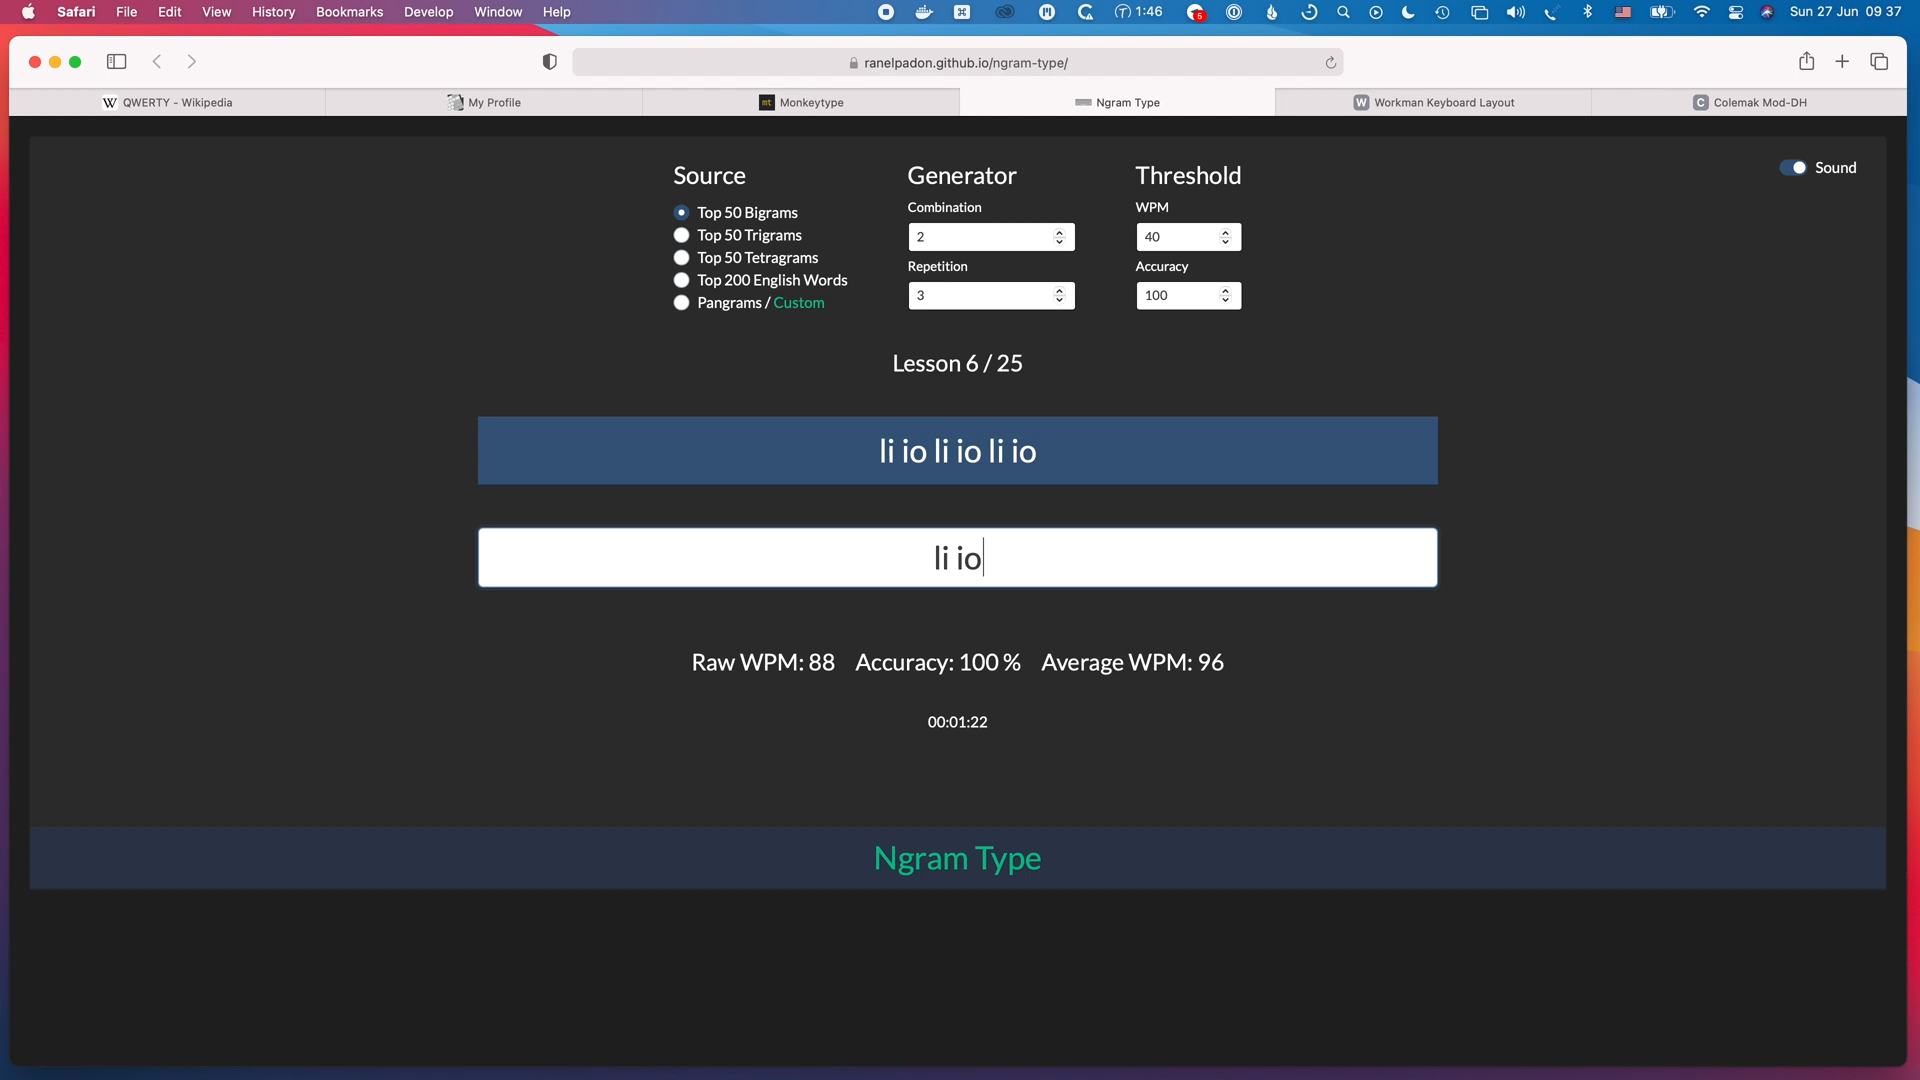 Safari File Edit View History Bookmarks Develop Window Help 1:46 5 Sun 27 Jun 09 37
ranelpadon.github.io/ngram-type/
W QWERTY - Wikipedia My Profile mt Monkeytype Ngram Type W Workman Keyboard Layout C Colemak Mod-DH
Sound
Source
Top 50 Bigrams
Top 50 Trigrams
Top 50 Tetragrams
Top 200 English Words
Pangrams / Custom
Generator
Combination
2
Repetition
3
Threshold
WPM
40
Accuracy
100
Lesson 6 / 25
li io li io li io
li io
Raw WPM: 88 Accuracy: 100 % Average WPM: 96
00:01:22
Ngram Type